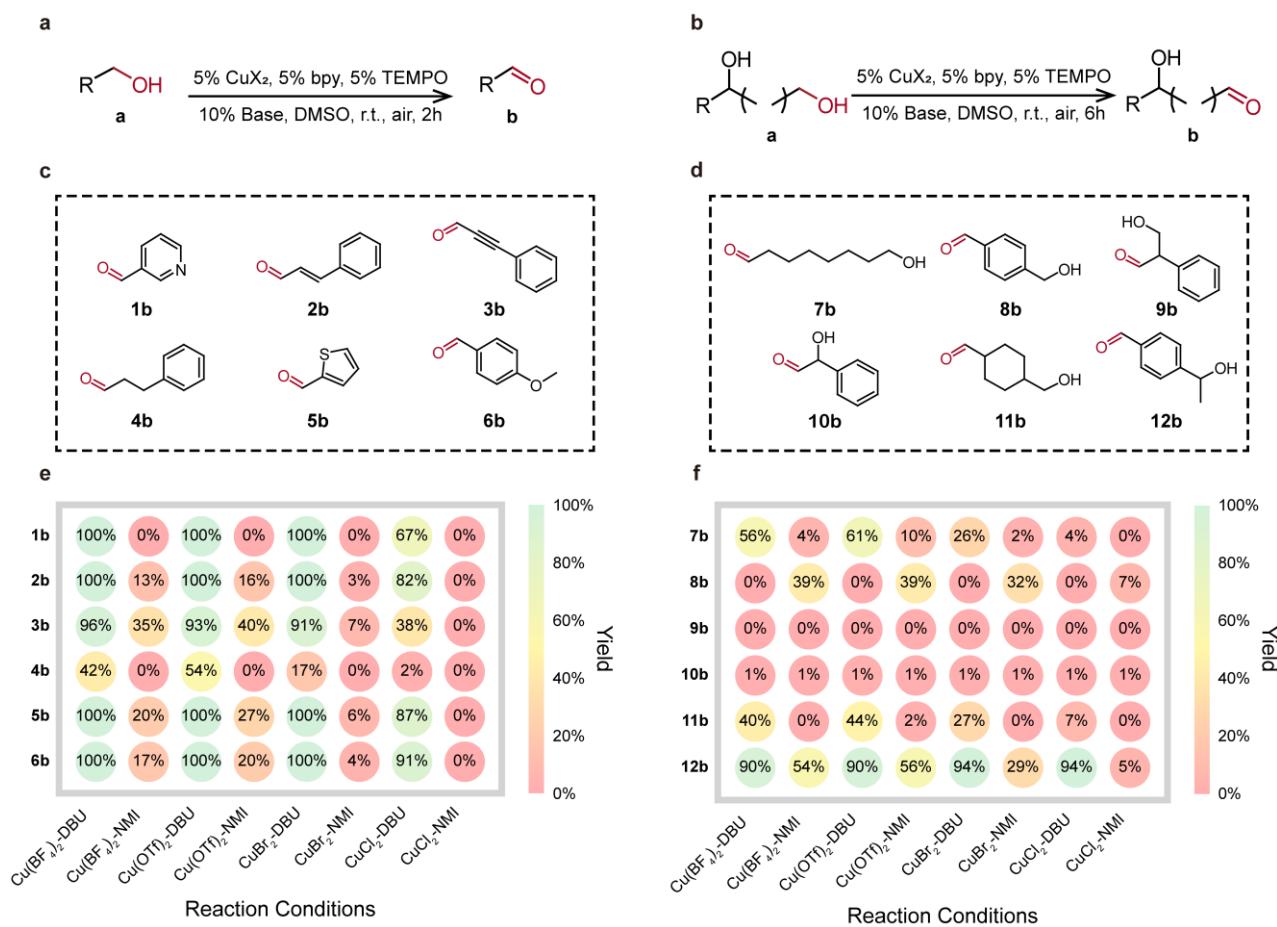 a
b
R OH
5% CuX₂, 5% bpy, 5% TEMPO
10% Base, DMSO, r.t., air, 2h
R O
a
b
OH
R OH
5% CuX₂, 5% bpy, 5% TEMPO
10% Base, DMSO, r.t., air, 6h
OH
R O
a
b
c
O N
O
O
1b 2b 3b
O
O S
O O
4b 5b 6b
d
O OH
O OH
HO O
7b 8b 9b
O OH
O OH
O OH
10b 11b 12b
e
1b 100% 0% 100% 0% 100% 0% 67% 0%
2b 100% 13% 100% 16% 100% 3% 82% 0%
3b 96% 35% 93% 40% 91% 7% 38% 0%
4b 42% 0% 54% 0% 17% 0% 2% 0%
5b 100% 20% 100% 27% 100% 6% 87% 0%
6b 100% 17% 100% 20% 100% 4% 91% 0%
Cu(BF₄)₂-DBU
Cu(BF₄)₂-NMI
Cu(OTf)₂-DBU
Cu(OTf)₂-NMI
CuBr₂-DBU
CuBr₂-NMI
CuCl₂-DBU
CuCl₂-NMI
Reaction Conditions
100%
80%
60%
40%
20%
0%
Yield
f
7b 56% 4% 61% 10% 26% 2% 4% 0%
8b 0% 39% 0% 39% 0% 32% 0% 7%
9b 0% 0% 0% 0% 0% 0% 0% 0%
10b 1% 1% 1% 1% 1% 1% 1% 1%
11b 40% 0% 44% 2% 27% 0% 7% 0%
12b 90% 54% 90% 56% 94% 29% 94% 5%
Cu(BF₄)₂-DBU
Cu(BF₄)₂-NMI
Cu(OTf)₂-DBU
Cu(OTf)₂-NMI
CuBr₂-DBU
CuBr₂-NMI
CuCl₂-DBU
CuCl₂-NMI
Reaction Conditions
100%
80%
60%
40%
20%
0%
Yield